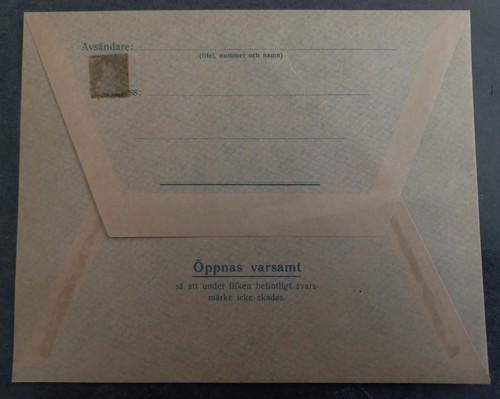 Avsändare:
(titel, nummer och namn)
ss:
Öppnas varsamt
så att under fliken befintligt svars-
märke icke skadas.